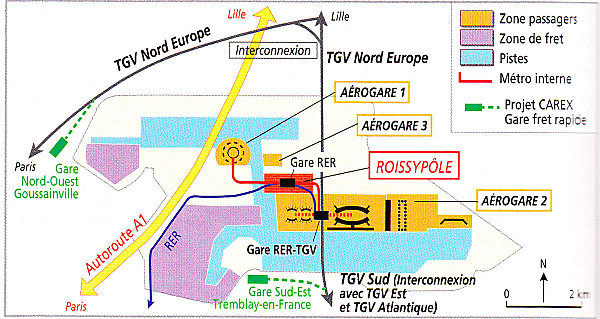 Lille
Lille
TGV Nord Europe
Interconnexion
TGV Nord Europe
AÉROGARE 1
AÉROGARE 3
Gare RER
ROISSYPÔLE
AÉROGARE 2
Paris
Gare
Nord-Ouest
Goussainville
Autoroute A1
RER
Gare RER-TGV
Paris
Gare Sud-Est
Tremblay-en-France
TGV Sud (Interconnexion
avec TGV Est
et TGV Atlantique)
Zone passagers
Zone de fret
Pistes
Métro interne
Projet CAREX
Gare fret rapide
N
0 2 km